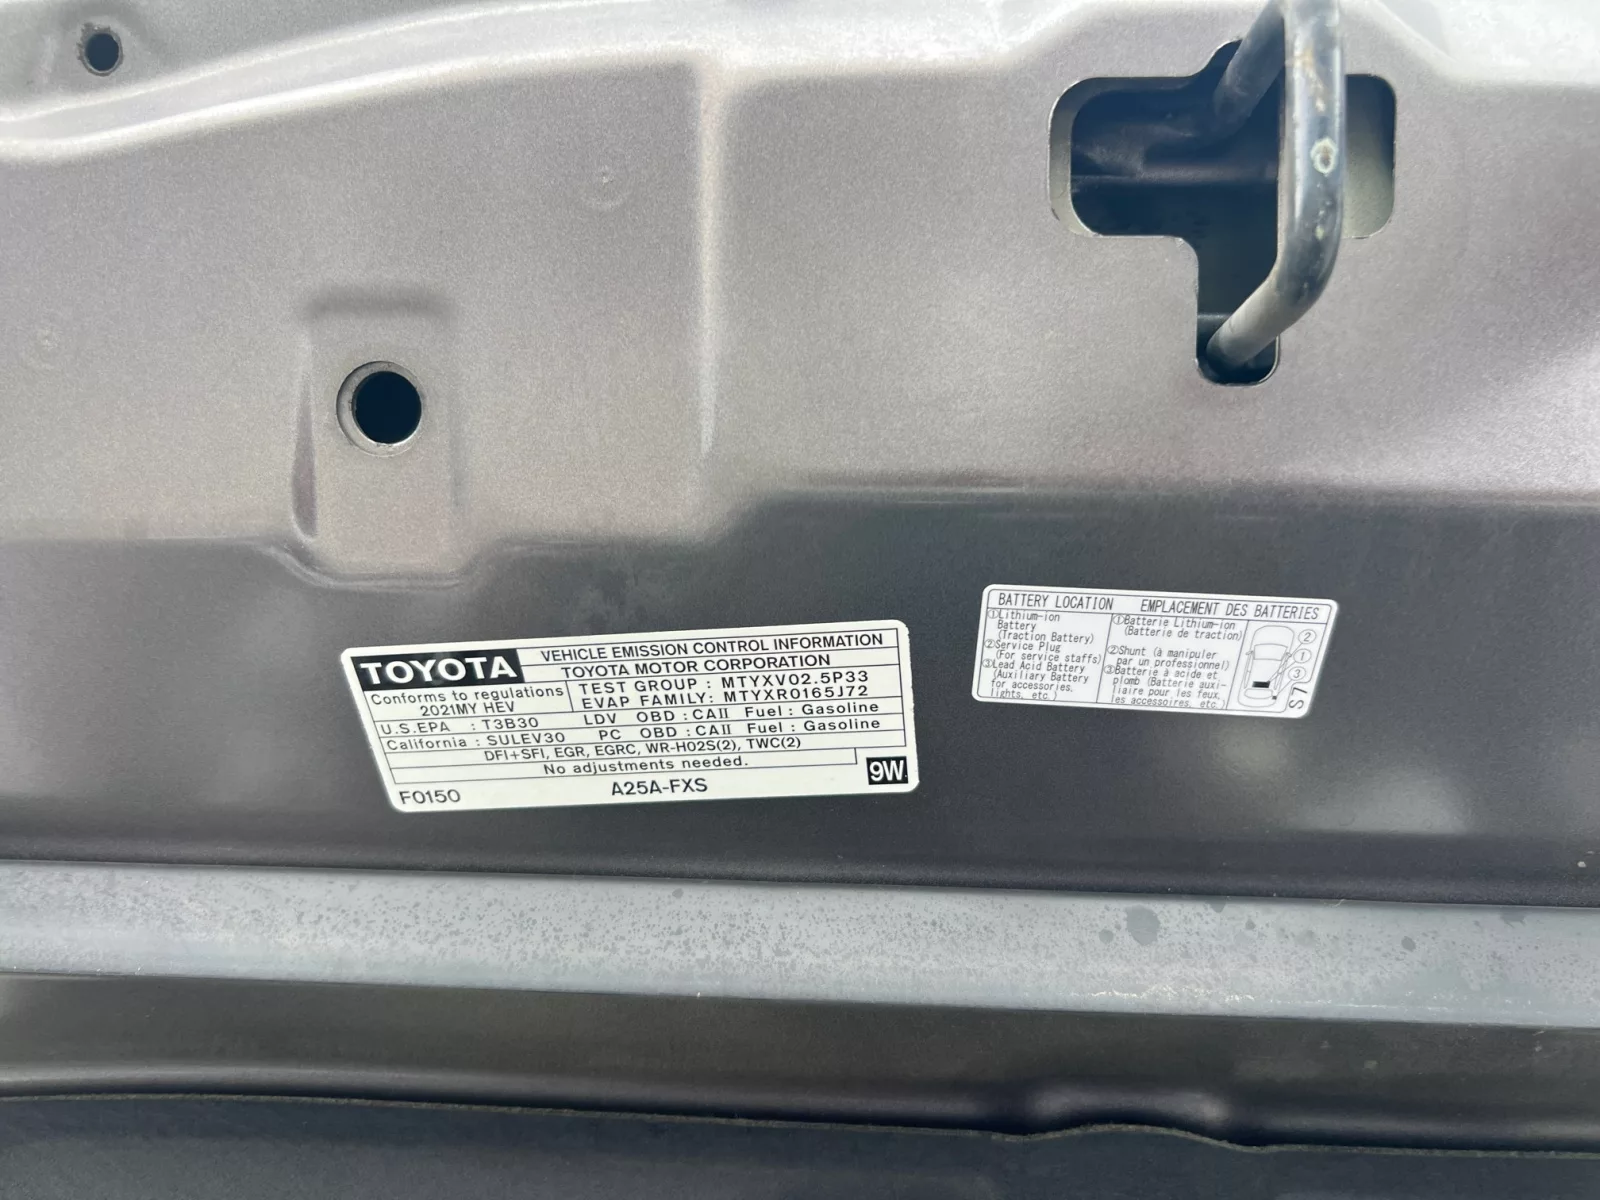 TOYOTA
VEHICLE EMISSION CONTROL INFORMATION
TOYOTA MOTOR CORPORATION
Conforms to regulations
2021MY HEV
TEST GROUP : MTYXV02.5P33
EVAP FAMILY: MTYXR0165J72
U.S.EPA : T3B30 LDV OBD : CAII Fuel : Gasoline
California : SULEV30 PC OBD : CAII Fuel : Gasoline
DFI+SFI, EGR, EGRC, WR-HO2S(2), TWC(2)
No adjustments needed.
F0150 A25A-FXS 9W
BATTERY LOCATION EMPLACEMENT DES BATTERIES
①Lithium-ion
Battery
(Traction Battery)
②Service Plug
(For service staffs)
③Lead Acid Battery
(Auxiliary Battery
for accessories,
lights, etc.)
①Batterie Lithium-ion
(Batterie de traction)
②Shunt (à manipuler
par un professionnel)
③Batterie à acide et
plomb (Batterie auxi-
liaire pour les feux,
les accessoires, etc.)
②
①
③
S7